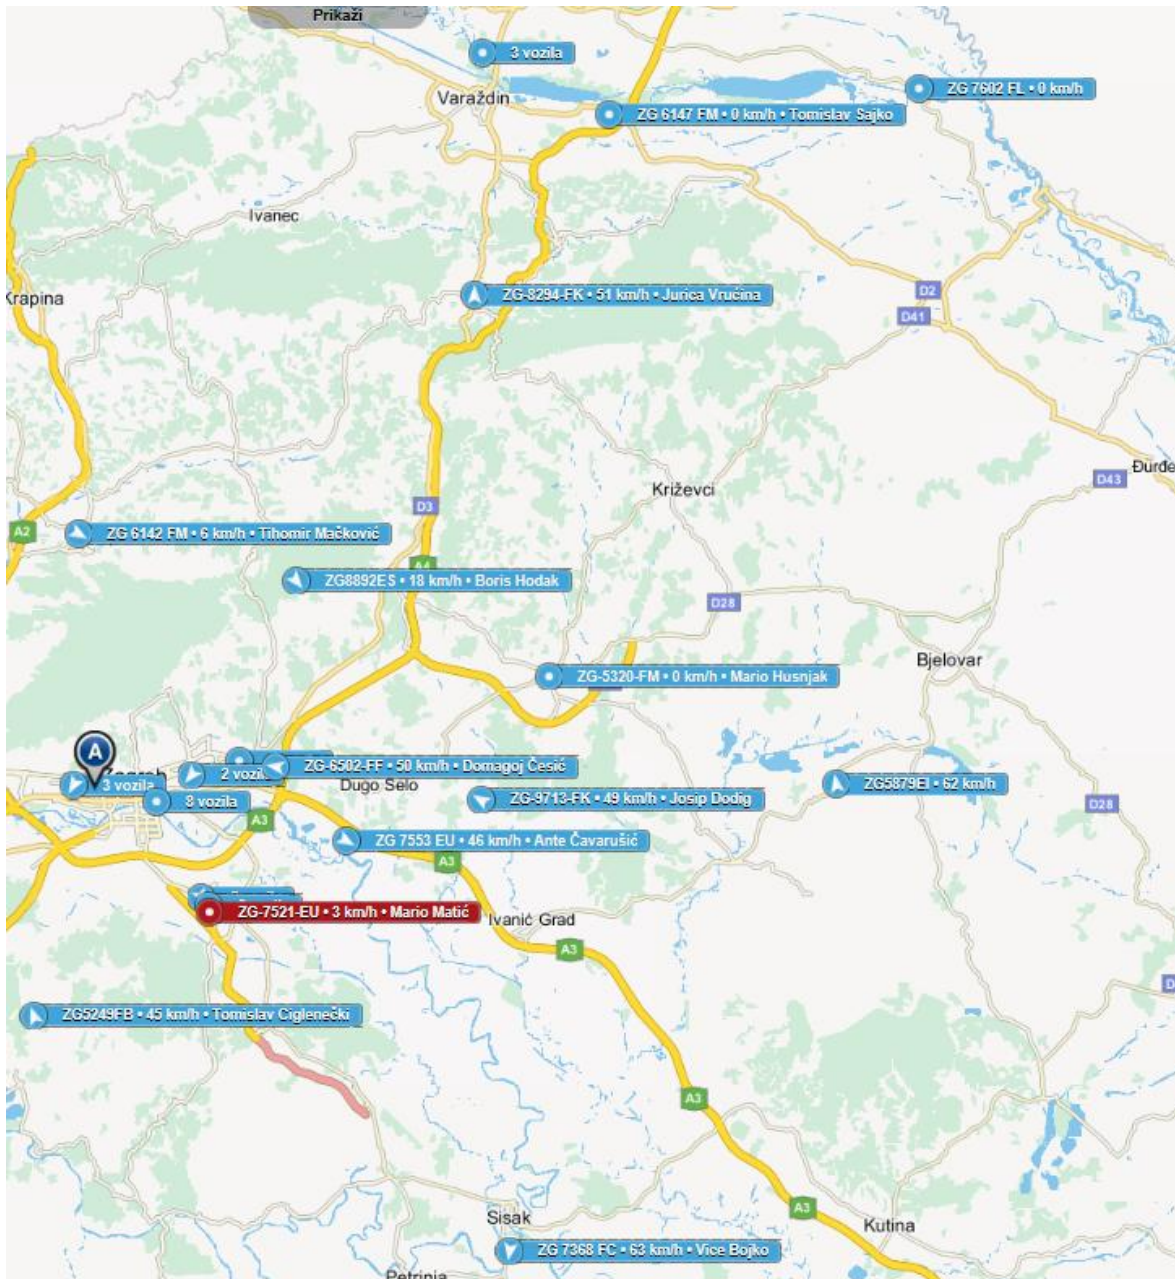 Prikaži
3 vozila
Varaždin
ZG 7602 FL • 0 km/h
ZG 6147 FM • 0 km/h • Tomislav Sajko
Ivanec
Krapina
ZG-8294-FK • 51 km/h • Jurica Vrućina
D2
D41
Križevci
D43
Đurđe
D3
A2
ZG 6142 FM • 6 km/h • Tihomir Mačković
A4
ZG8892ES • 18 km/h • Boris Hodak
D28
Bjelovar
ZG-5320-FM • 0 km/h • Mario Husnjak
A
Zagreb
ZG-6502-FF • 50 km/h • Domagoj Česić
2 vozila
3 vozila
Dugo Selo
ZG5879EI • 62 km/h
8 vozila
ZG-9713-FK • 49 km/h • Josip Dodig
D28
A3
ZG 7553 EU • 46 km/h • Ante Čavarušić
A3
ZG-7521-EU • 3 km/h • Mario Matić
Ivanić Grad
A3
D
ZG5249FB • 45 km/h • Tomislav Ciglenečki
A3
A3
Sisak
Kutina
ZG 7368 FC • 63 km/h • Vice Bojko
Petrinja